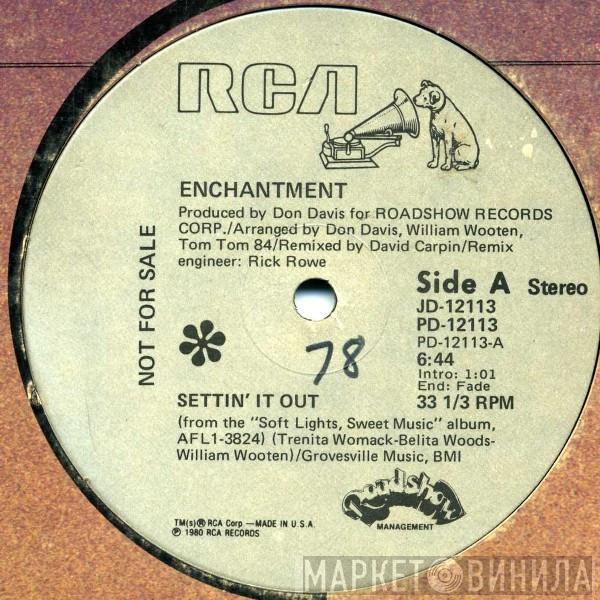 RCA
ENCHANTMENT
Produced by Don Davis for ROADSHOW RECORDS
CORP./Arranged by Don Davis, William Wooten,
Tom Tom 84/Remixed by David Carpin/Remix
engineer: Rick Rowe
NOT FOR SALE
Side A Stereo
JD-12113
PD-12113
PD-12113-A
6:44
Intro: 1:01
End: Fade
33 1/3 RPM
78
SETTIN' IT OUT
(from the "Soft Lights, Sweet Music" album,
AFL1-3824) (Trenita Womack-Belita Woods-
William Wooten)/Grovesville Music, BMI
Roadshow
MANAGEMENT
TM(s)® RCA Corp.—MADE IN U.S.A.
℗ 1980 RCA RECORDS
МАРКЕТ ВИНИЛА